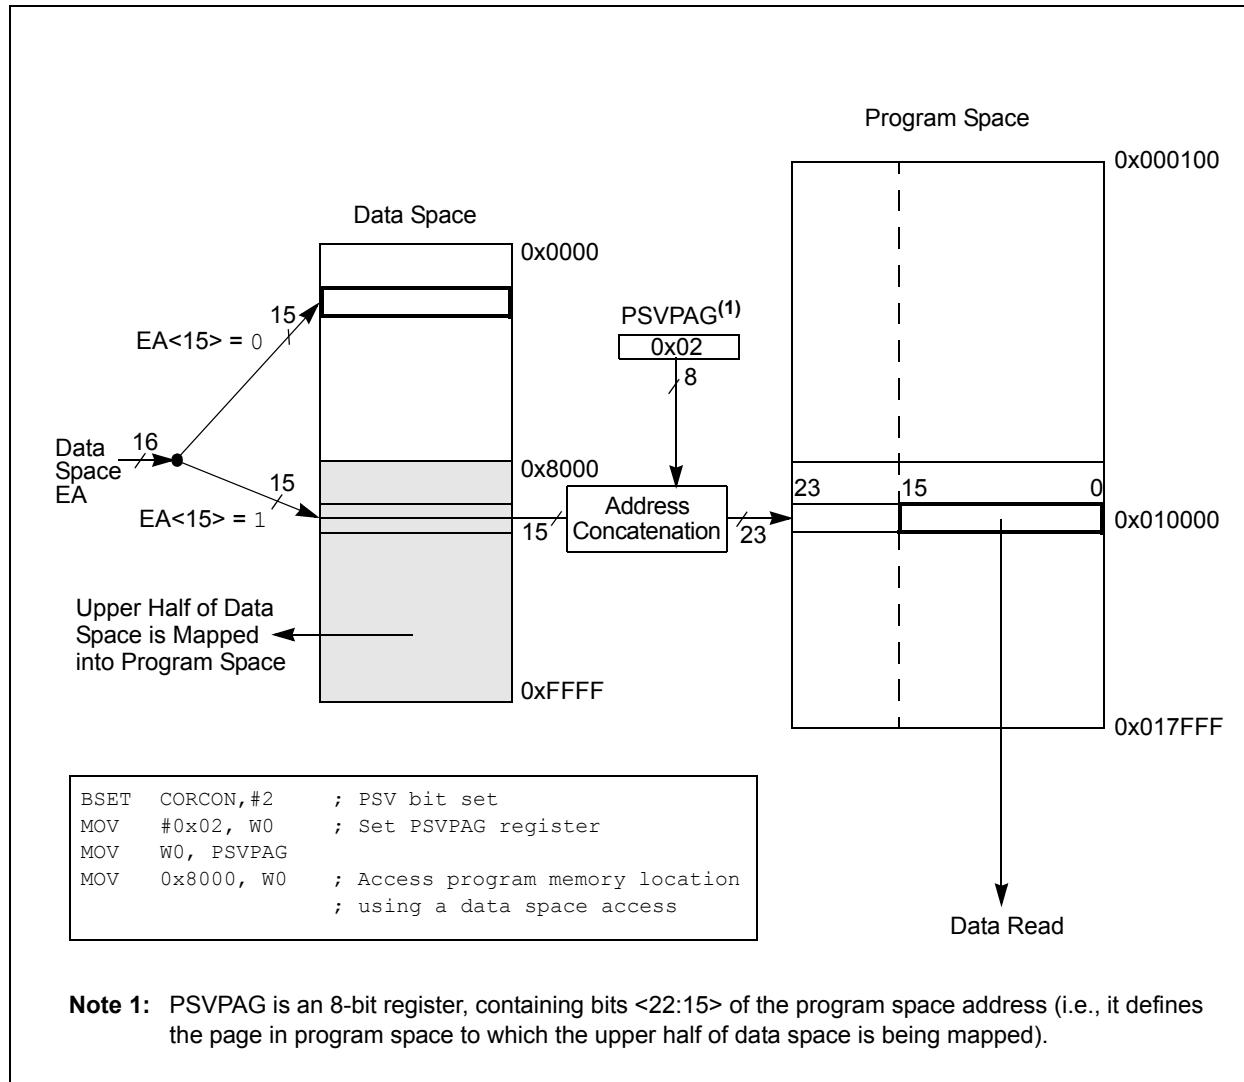 Program Space
0x000100
Data Space
0x0000
15
EA<15> = 0
PSVPAG(1)
0x02
8
Data
Space
EA
16
15
EA<15> = 1
0x8000
15
Address
Concatenation
23
23
15
0
0x010000
Upper Half of Data
Space is Mapped
into Program Space
0xFFFF
0x017FFF
BSET CORCON,#2 ; PSV bit set
MOV #0x02, W0 ; Set PSVPAG register
MOV W0, PSVPAG
MOV 0x8000, W0 ; Access program memory location
; using a data space access
Data Read
Note 1: PSVPAG is an 8-bit register, containing bits <22:15> of the program space address (i.e., it defines
the page in program space to which the upper half of data space is being mapped).